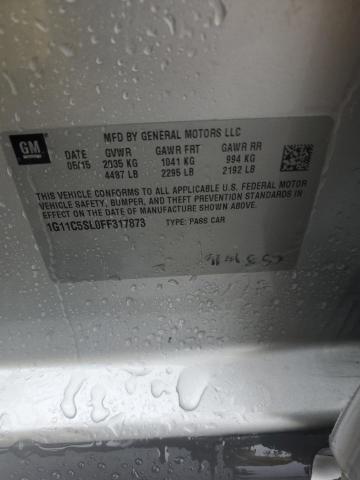 GM
MFD BY GENERAL MOTORS LLC
DATE GVWR GAWR FRT GAWR RR
05/15 2035 KG 1041 KG 994 KG
4487 LB 2295 LB 2192 LB
THIS VEHICLE CONFORMS TO ALL APPLICABLE U.S. FEDERAL MOTOR
VEHICLE SAFETY, BUMPER, AND THEFT PREVENTION STANDARDS IN
EFFECT ON THE DATE OF MANUFACTURE SHOWN ABOVE.
1G11C5SL0FF317873 TYPE: PASS CAR